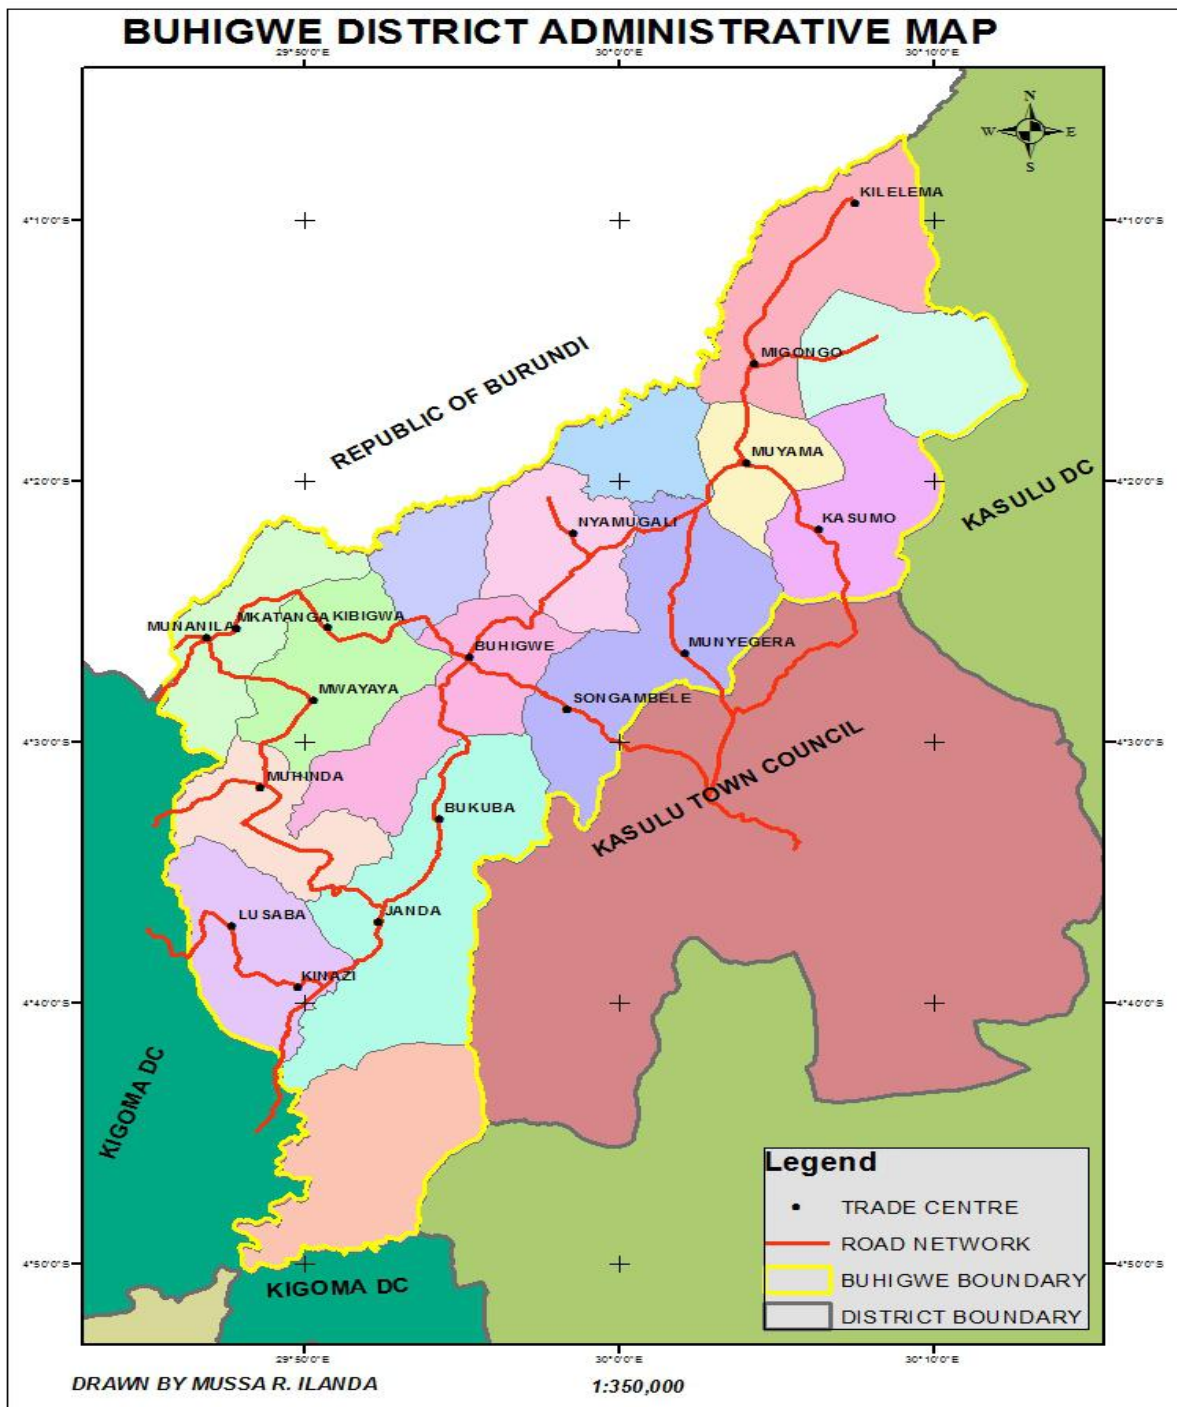 BUHIGWE DISTRICT ADMINISTRATIVE MAP
29°50'0"E
30°0'0"E
30°10'0"E
N
W
E
S
KILELEMA
4°10'0"S
4°10'0"S
MIGONGO
REPUBLIC OF BURUNDI
MUYAMA
4°20'0"S
4°20'0"S
KASULU DC
NYAMUGALI
KASUMO
MUNANILA
MKATANGA
KIBIGWA
BUHIGWE
MUNYEGERA
MWAYAYA
SONGAMBELE
4°30'0"S
4°30'0"S
MUHINDA
KASULU TOWN COUNCIL
BUKUBA
LUSABA
JANDA
KINAZI
4°40'0"S
4°40'0"S
KIGOMA DC
Legend
TRADE CENTRE
ROAD NETWORK
BUHIGWE BOUNDARY
DISTRICT BOUNDARY
4°50'0"S
4°50'0"S
KIGOMA DC
29°50'0"E
30°0'0"E
30°10'0"E
DRAWN BY MUSSA R. ILANDA
1:350,000